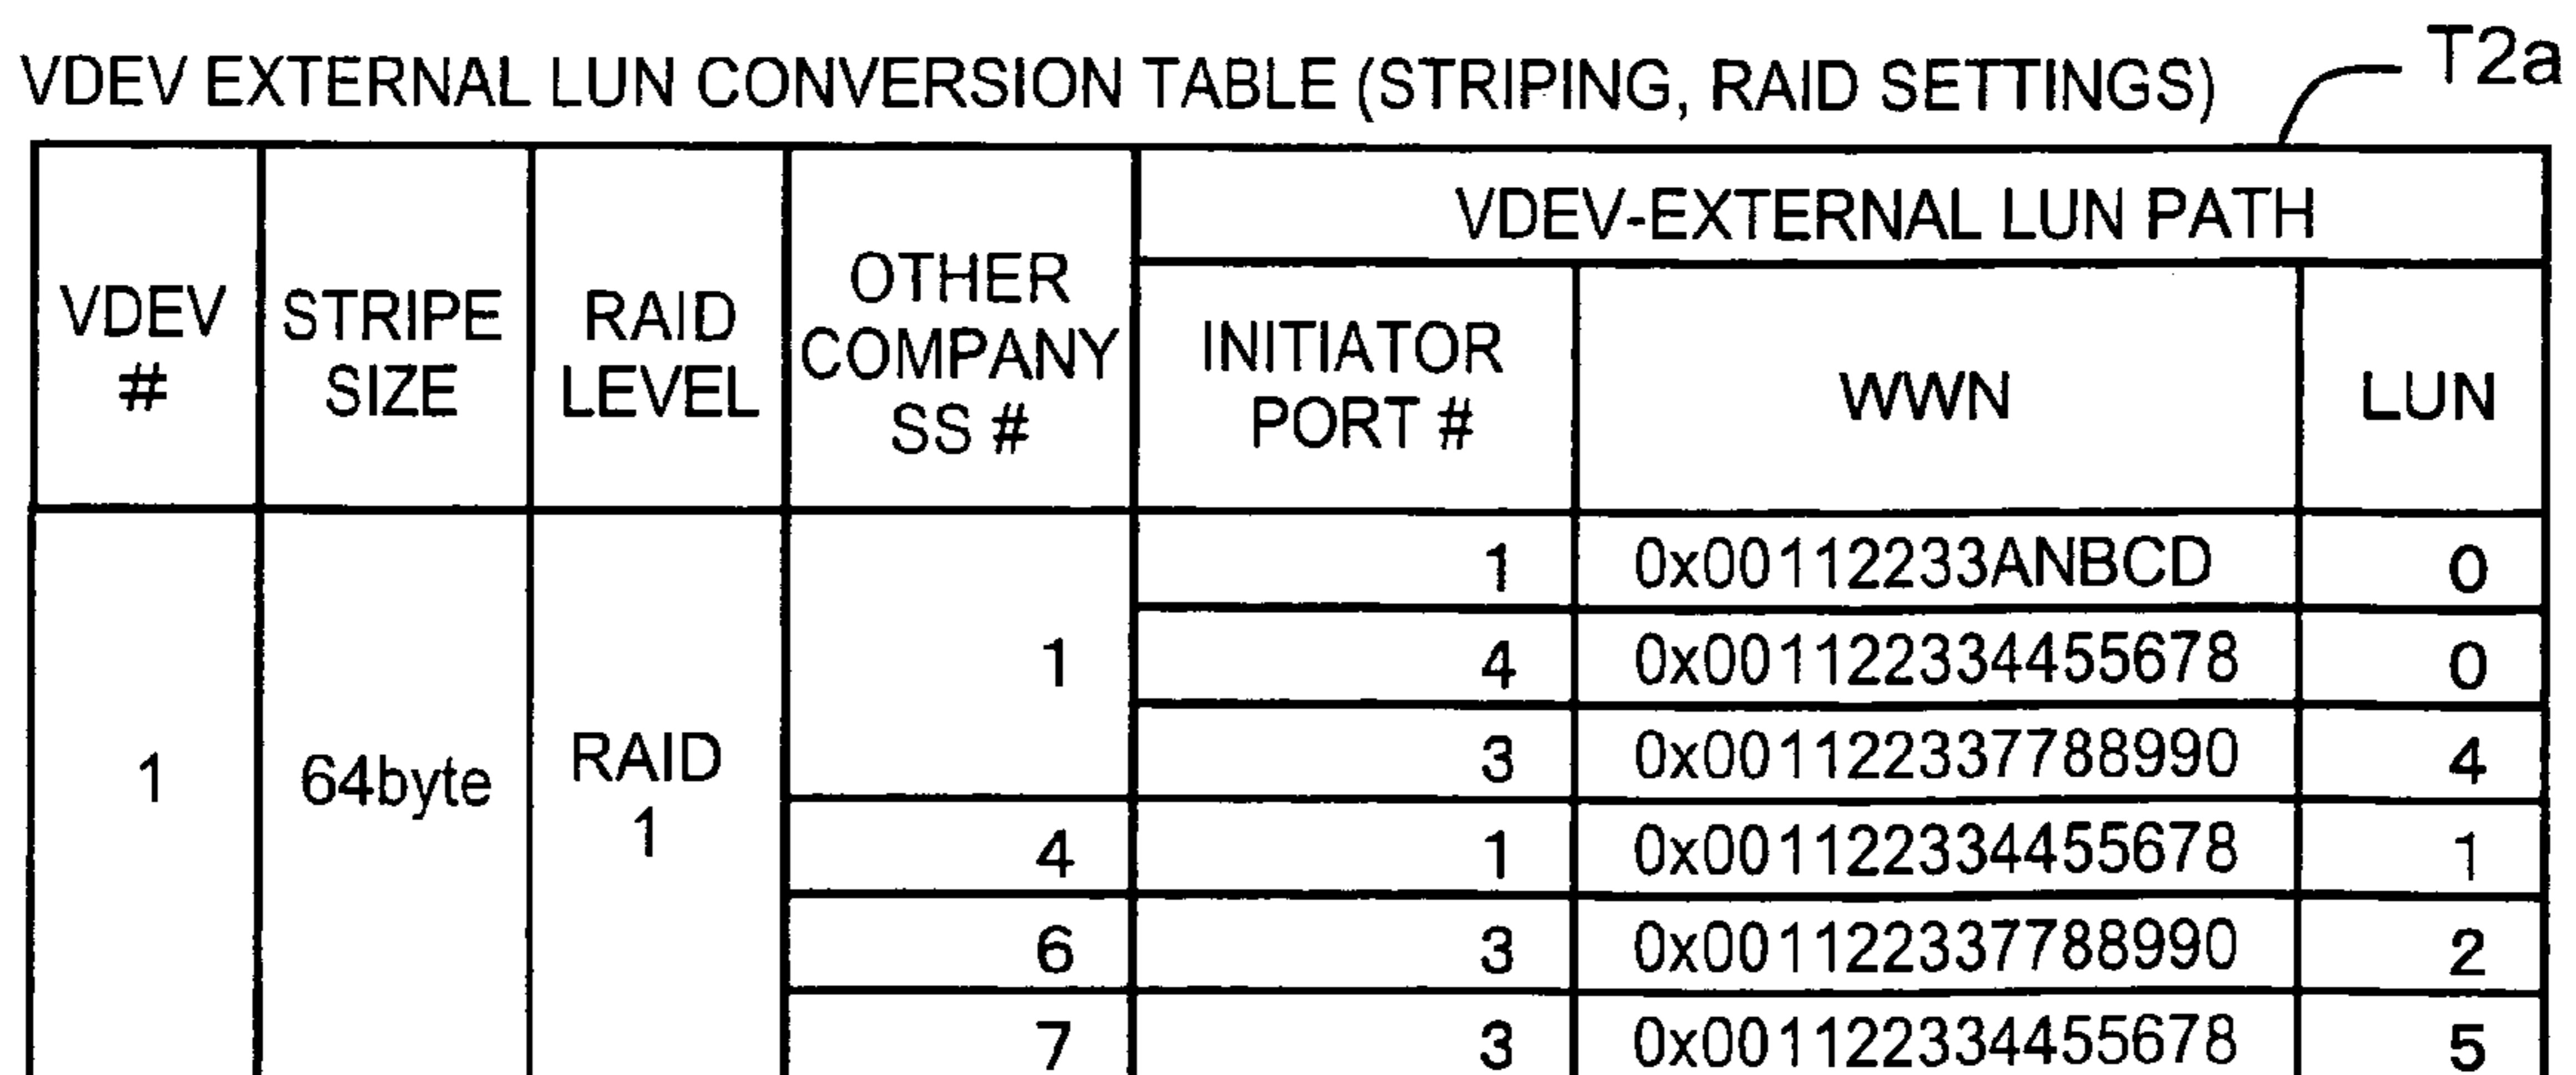 T2a
VDEV EXTERNAL LUN CONVERSION TABLE (STRIPING, RAID SETTINGS)
VDEV
#
STRIPE
SIZE
RAID
LEVEL
OTHER
COMPANY
SS #
VDEV-EXTERNAL LUN PATH
INITIATOR
PORT #
WWN
LUN
1
64byte
RAID
1
1
1 0x00112233ANBCD 0
4 0x001122334455678 0
3 0x001122337788990 4
4 1 0x001122334455678 1
6 3 0x001122337788990 2
7 3 0x001122334455678 5